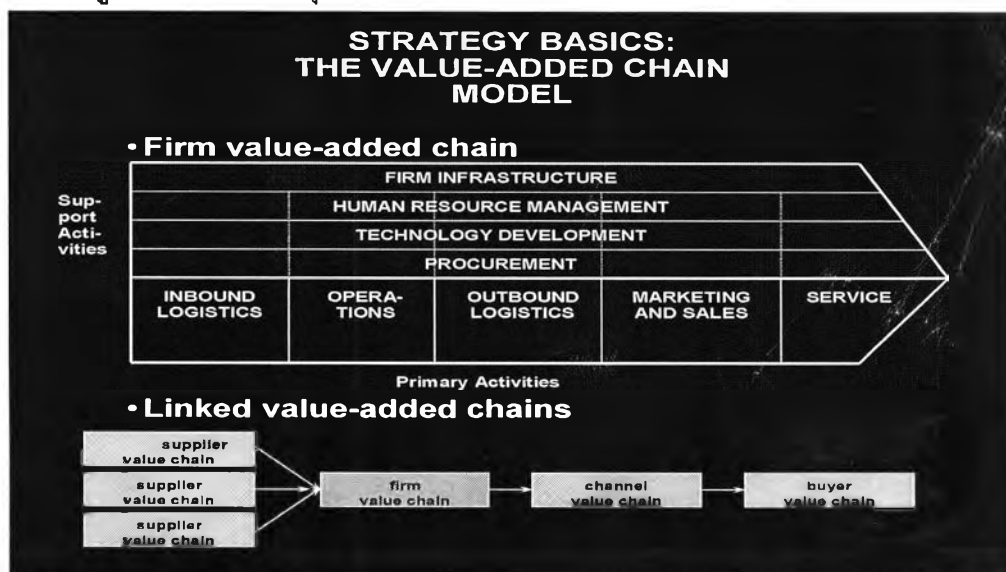 STRATEGY BASICS:
THE VALUE-ADDED CHAIN
MODEL
• Firm value-added chain
Sup-
port
Acti-
vities
FIRM INFRASTRUCTURE
HUMAN RESOURCE MANAGEMENT
TECHNOLOGY DEVELOPMENT
PROCUREMENT
INBOUND
LOGISTICS
OPERA-
TIONS
OUTBOUND
LOGISTICS
MARKETING
AND SALES
SERVICE
Primary Activities
• Linked value-added chains
supplier
value chain
supplier
value chain
supplier
value chain
firm
value chain
channel
value chain
buyer
value chain